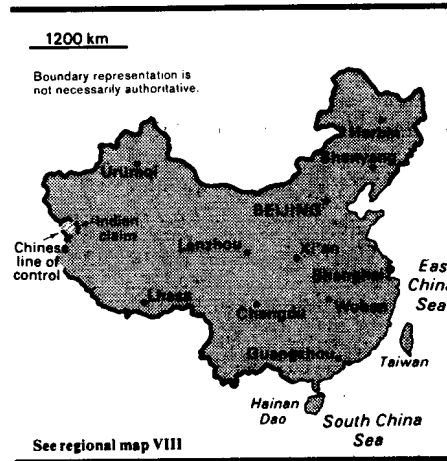 1200 km
Boundary representation is
not necessarily authoritative.
Harbin
Shenyang
Ürümqi
BEIJING
Indian
claim
Chinese
line of
control
Lanzhou
Xi'an
Shanghai
East
China
Sea
Lhasa
Chengdu
Wuhan
Guangzhou
Taiwan
Hainan
Dao
South China
Sea
See regional map VIII